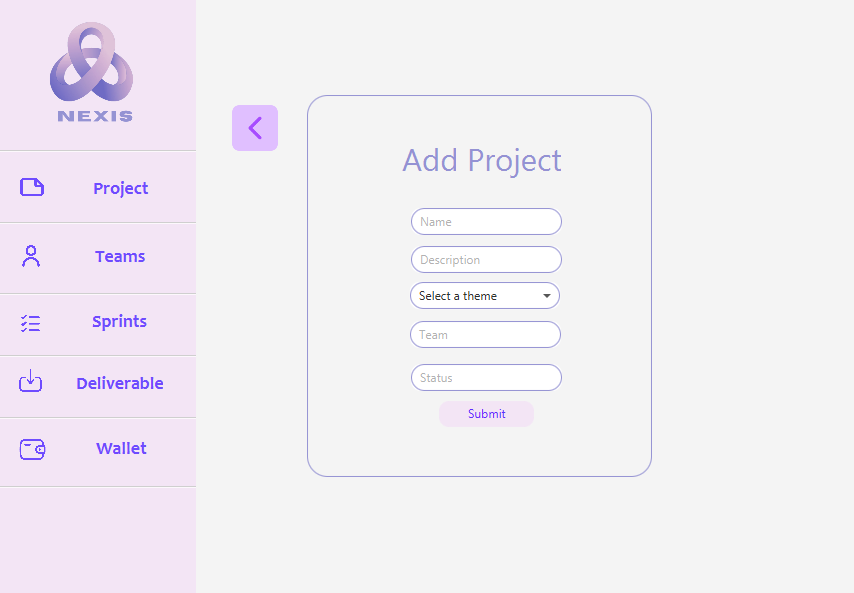 NEXIS
Project
Teams
Sprints
Deliverable
Wallet
Add Project
Name
Description
Select a theme
Team
Status
Submit